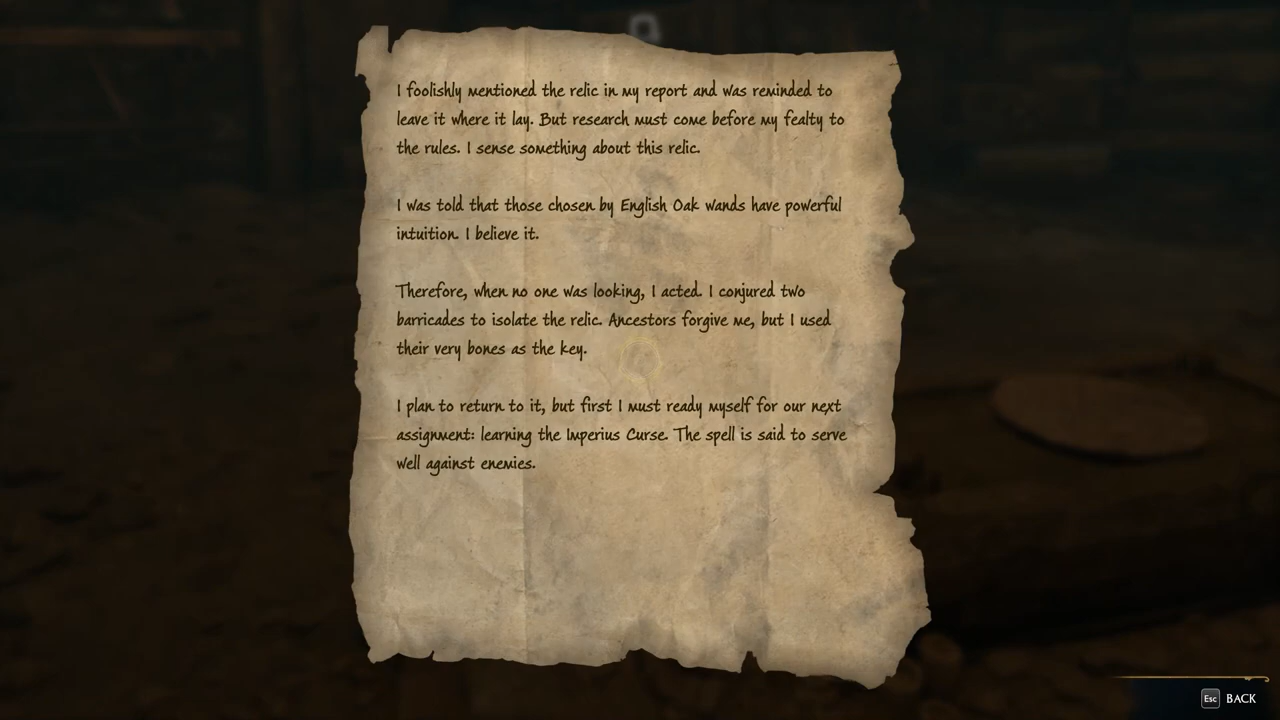 I foolishly mentioned the relic in my report and was reminded to
leave it where it lay. But research must come before my fealty to
the rules. I sense something about this relic.
I was told that those chosen by English Oak wands have powerful
intuition. I believe it.
Therefore, when no one was looking, I acted. I conjured two
barricades to isolate the relic. Ancestors forgive me, but I used
their very bones as the key.
I plan to return to it, but first I must ready myself for our next
assignment: learning the Imperius Curse. The spell is said to serve
well against enemies.
Esc BACK